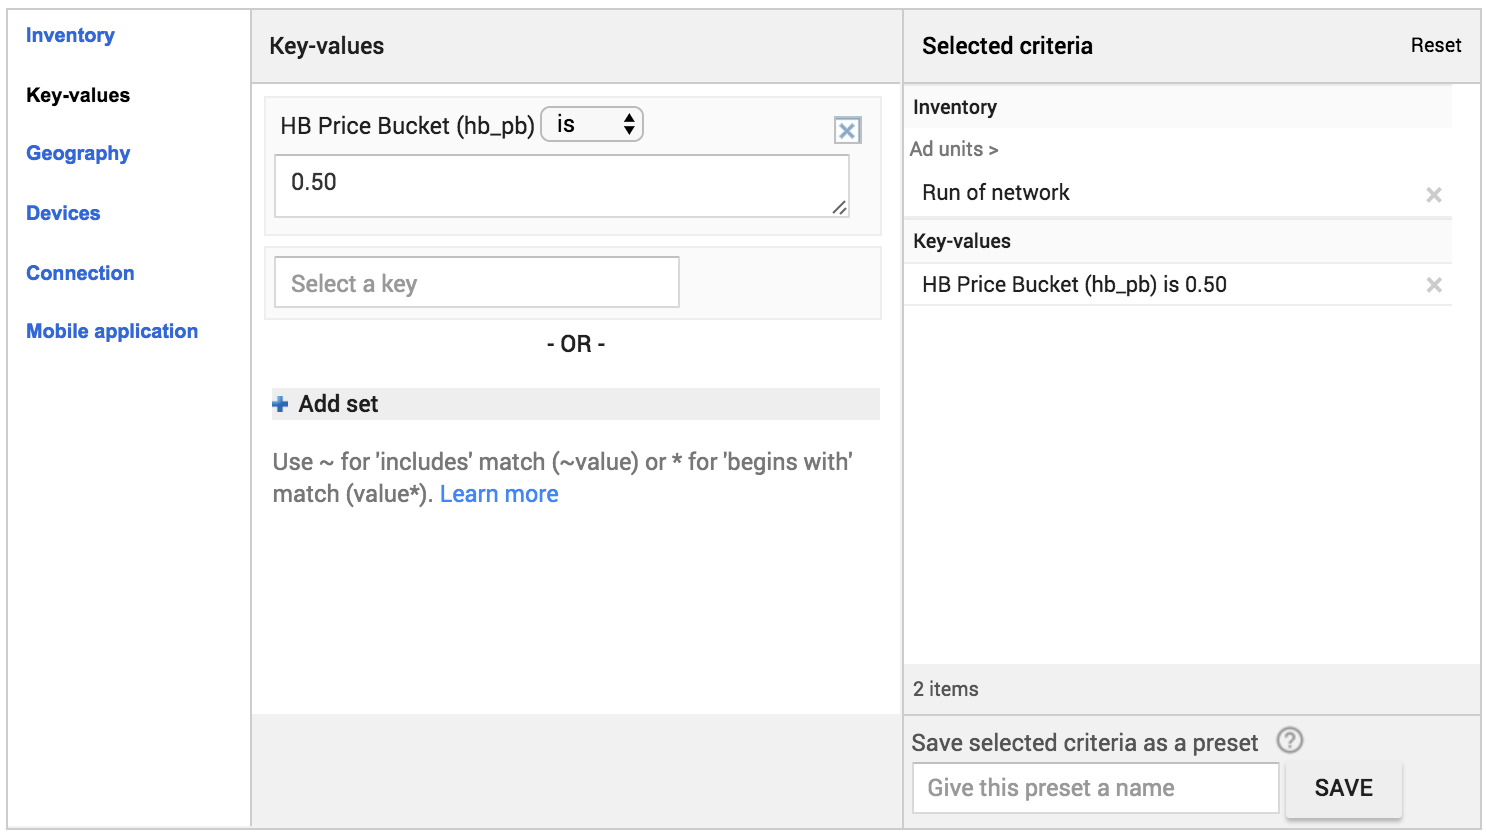 Inventory
Key-values
Geography
Devices
Connection
Mobile application
Key-values
HB Price Bucket (hb_pb) is
0.50
Select a key
- OR -
Add set
Use ~ for 'includes' match (~value) or * for 'begins with'
match (value*). Learn more
Selected criteria Reset
Inventory
Ad units >
Run of network
Key-values
HB Price Bucket (hb_pb) is 0.50
2 items
Save selected criteria as a preset ?
Give this preset a name SAVE